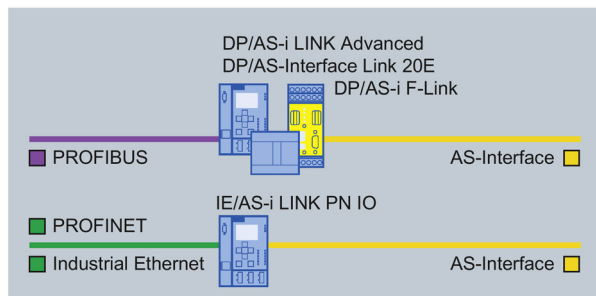 DP/AS-i LINK Advanced
DP/AS-Interface Link 20E
DP/AS-i F-Link
PROFIBUS
AS-Interface
IE/AS-i LINK PN IO
PROFINET
Industrial Ethernet
AS-Interface